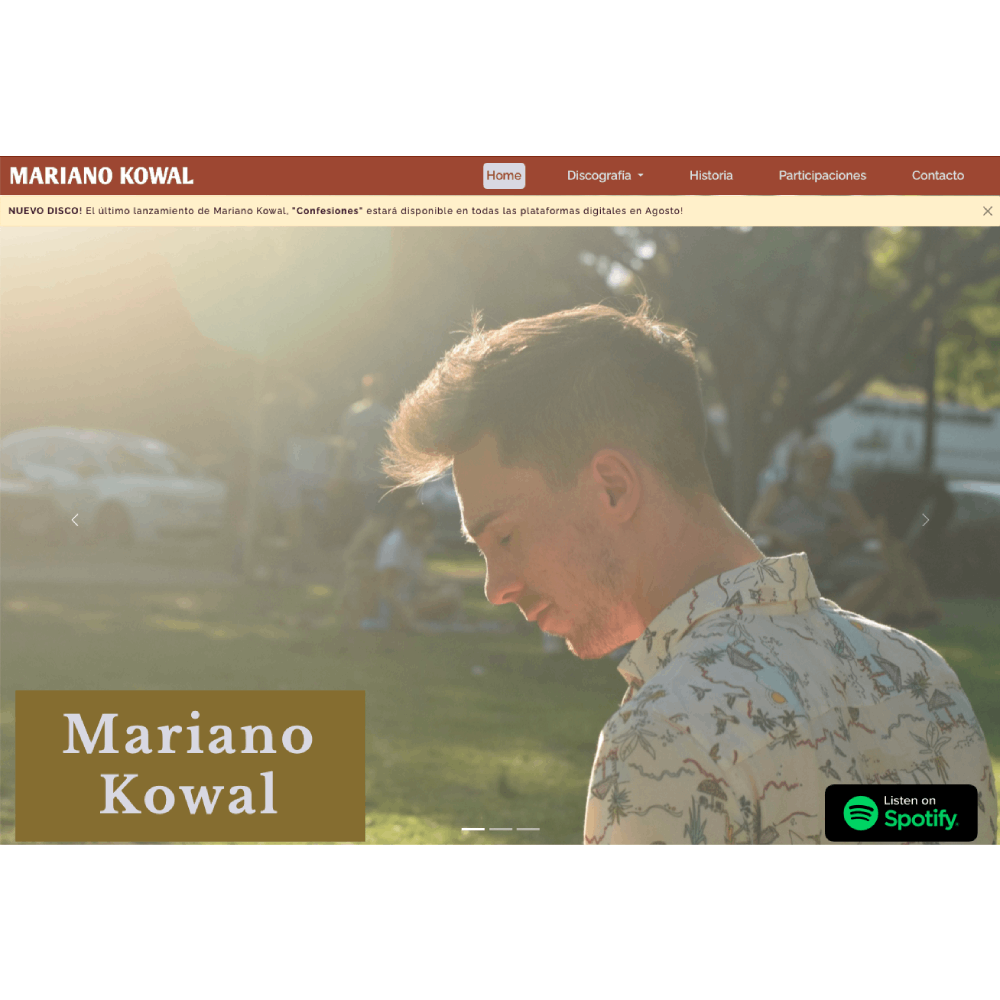 MARIANO KOWAL
Home Discografía Historia Participaciones Contacto
NUEVO DISCO! El último lanzamiento de Mariano Kowal, "Confesiones" estará disponible en todas las plataformas digitales en Agosto!
Mariano
Kowal
Listen on
Spotify